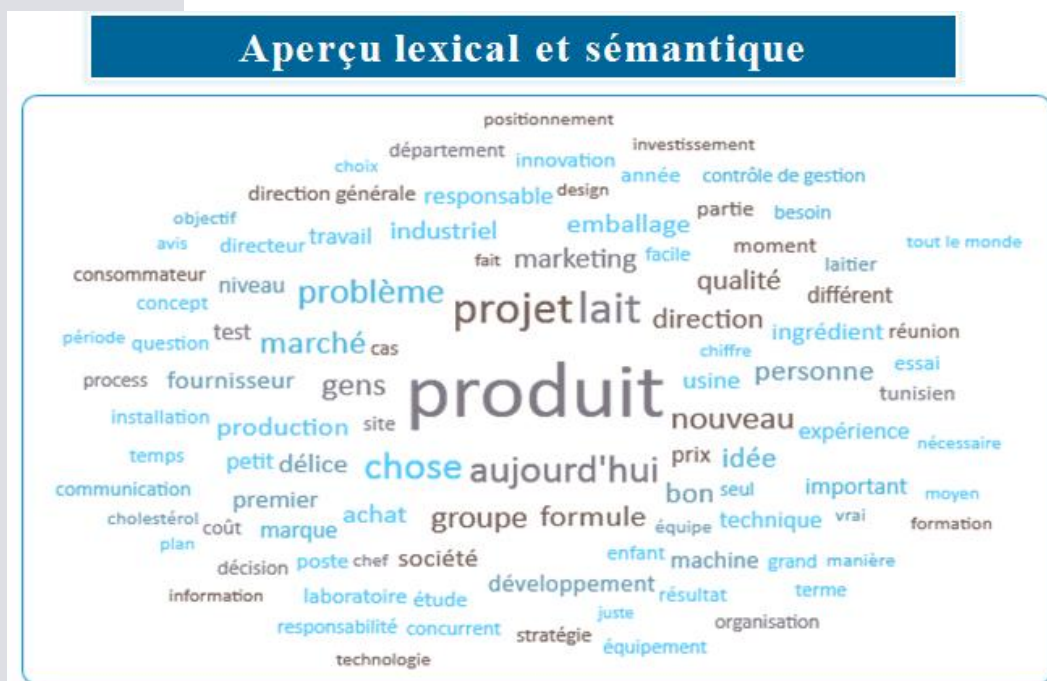 Aperçu lexical et sémantique
positionnement
département innovation investissement
choix année contrôle de gestion
direction générale responsable design
objectif emballage partie besoin
avis directeur travail industriel tout le monde
consommateur fait marketing facile moment laitier
concept niveau problème qualité différent
période question test projet lait direction ingrédient réunion
marché cas chiffre
process fournisseur gens produit usine personne essai
tunisien
installation production site nouveau expérience nécessaire
temps petit délice chose aujourd'hui prix idée
communication premier bon seul important moyen
cholestérol coût marque achat groupe formule équipe technique vrai formation
plan
décision poste chef société enfant machine grand manière
information laboratoire étude développement résultat terme
responsabilité concurrent stratégie juste organisation
technologie équipement